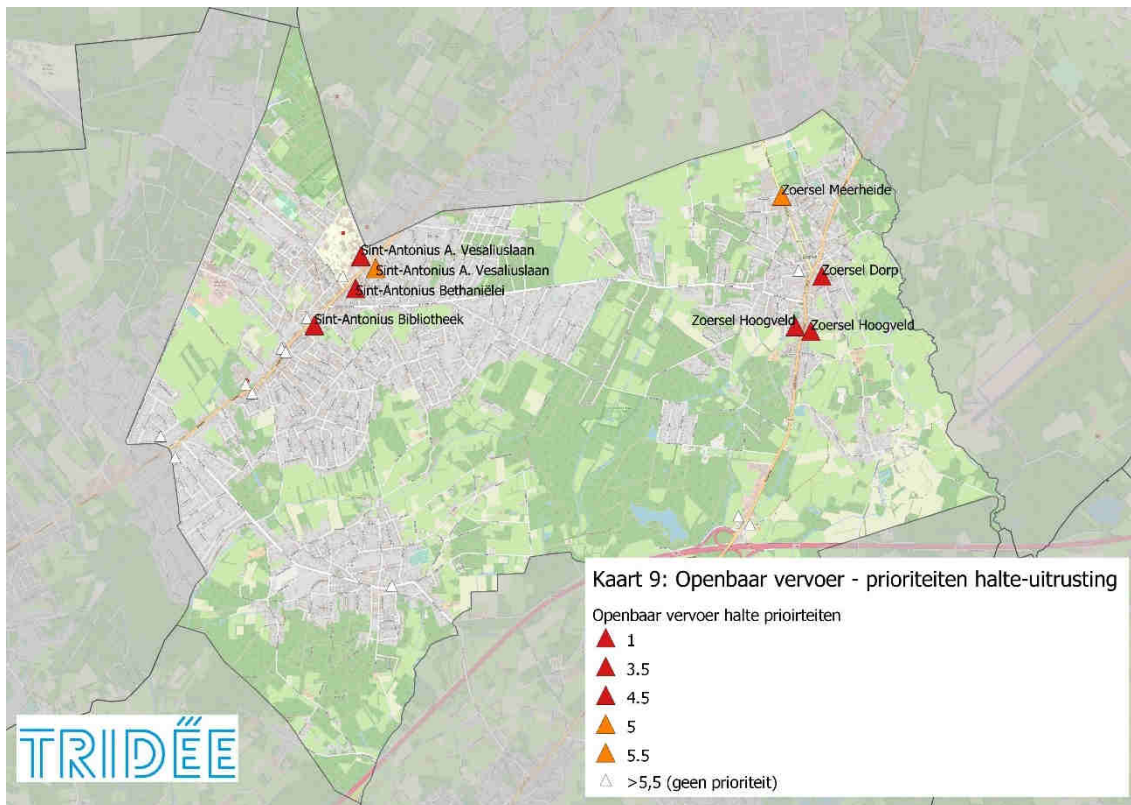 Zoersel Meerheide
Sint-Antonius A. Vesaliuslaan
Sint-Antonius A. Vesaliuslaan
Zoersel Dorp
Sint-Antonius Bethaniëlei
Sint-Antonius Bibliotheek
Zoersel Hoogveld
Zoersel Hoogveld
Kaart 9: Openbaar vervoer - prioriteiten halte-uitrusting
Openbaar vervoer halte prioirteiten
1
3.5
4.5
5
5.5
>5,5 (geen prioriteit)
TRIDËE